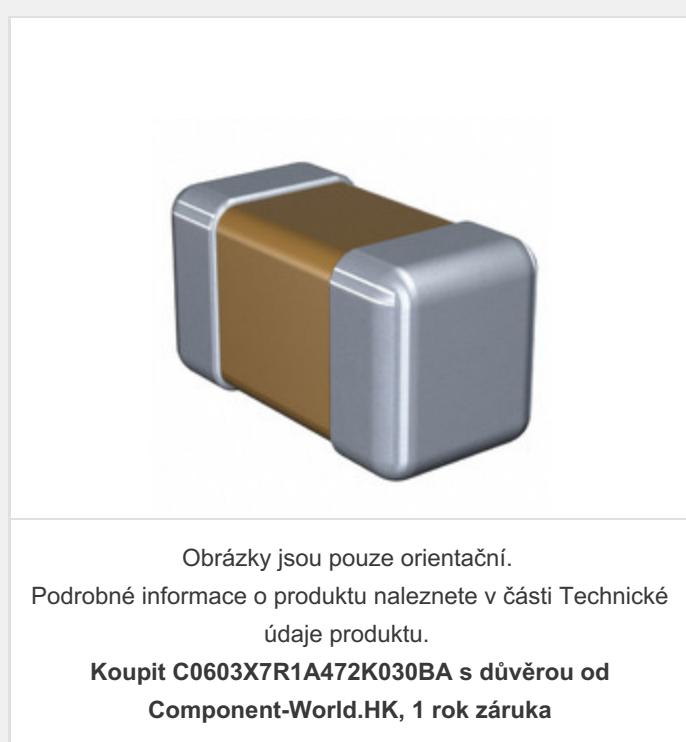 Obrázky jsou pouze orientační.
Podrobné informace o produktu naleznete v části Technické
údaje produktu.
Koupit C0603X7R1A472K030BA s důvěrou od
Component-World.HK, 1 rok záruka